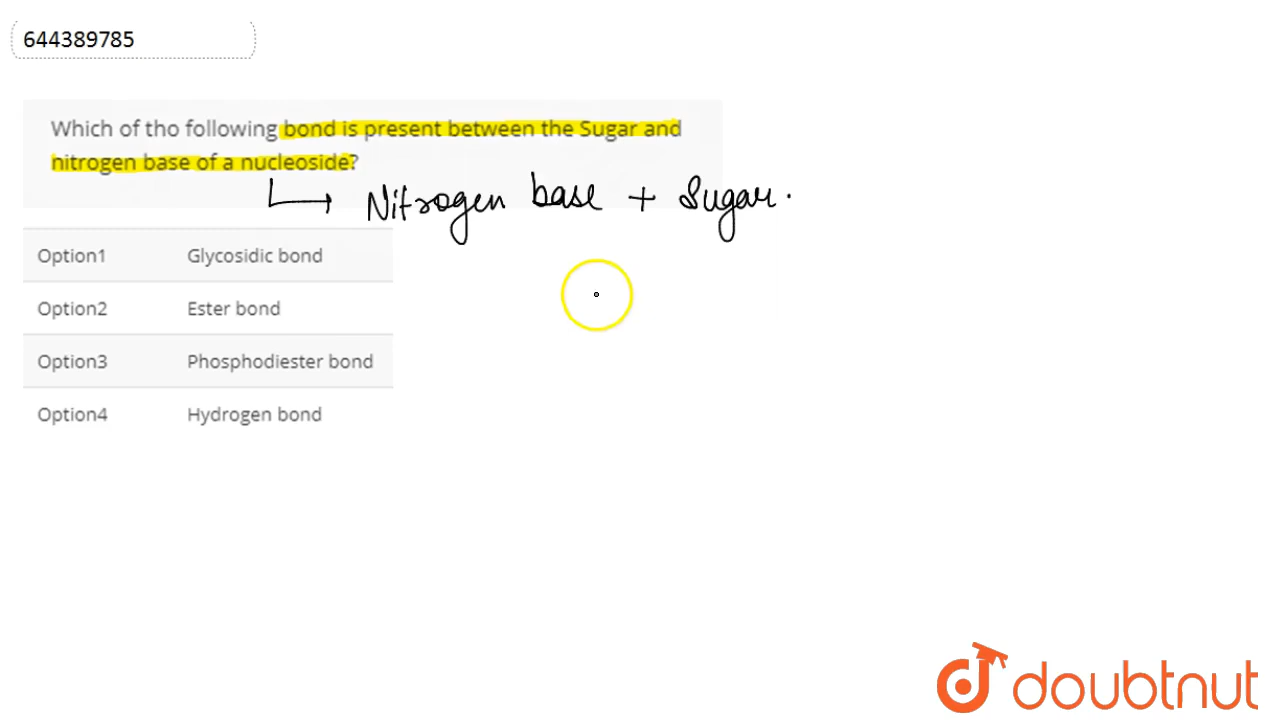 644389785
Which of tho following bond is present between the Sugar and
nitrogen base of a nucleoside?
Nitrogen base + Sugar.
Option1 Glycosidic bond
Option2 Ester bond
Option3 Phosphodiester bond
Option4 Hydrogen bond
doubtnut